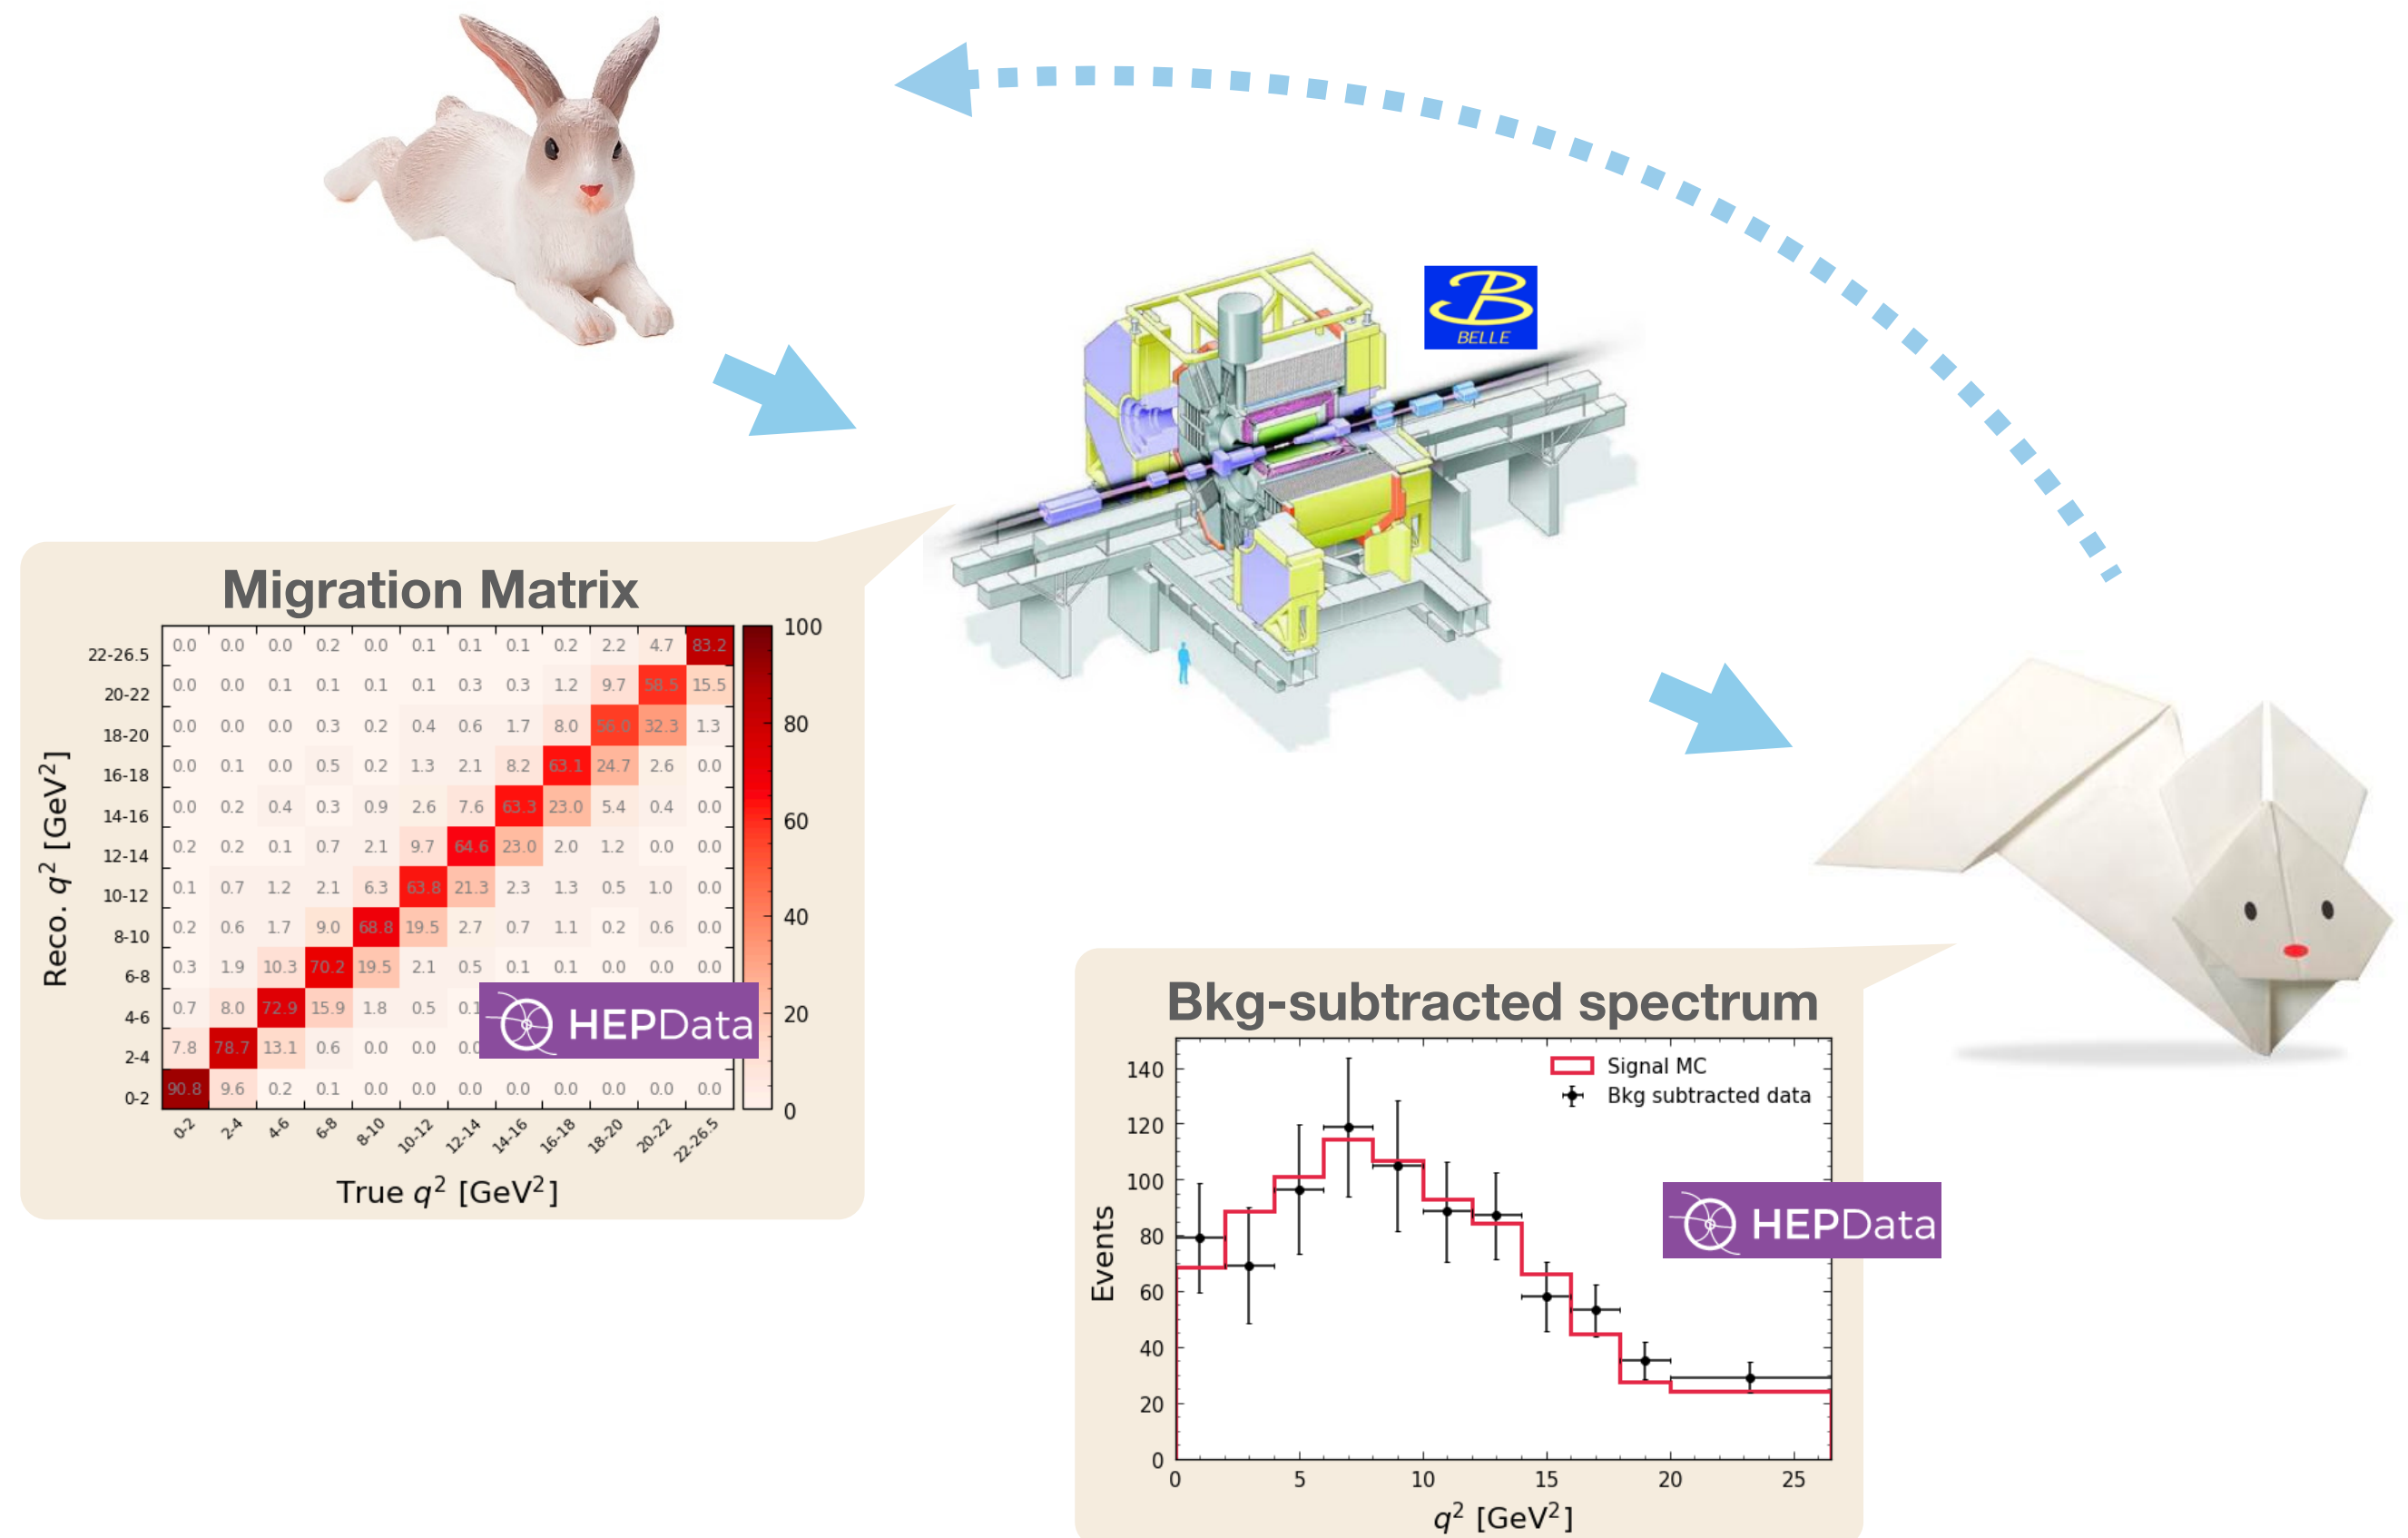 BELLE
Migration Matrix
22-26.5 0.0 0.0 0.0 0.2 0.0 0.1 0.1 0.1 0.2 2.2 4.7 83.2 100
20-22 0.0 0.0 0.1 0.1 0.1 0.1 0.3 0.3 1.2 9.7 58.5 15.5
18-20 0.0 0.0 0.0 0.3 0.2 0.4 0.6 1.7 8.0 56.0 32.3 1.3 80
16-18 0.0 0.1 0.0 0.5 0.2 1.3 2.1 8.2 63.1 24.7 2.6 0.0
14-16 0.0 0.2 0.4 0.3 0.9 2.6 7.6 63.3 23.0 5.4 0.4 0.0 60
12-14 0.2 0.2 0.1 0.7 2.1 9.7 64.6 23.0 2.0 1.2 0.0 0.0
10-12 0.1 0.7 1.2 2.1 6.3 63.8 21.3 2.3 1.3 0.5 1.0 0.0
8-10 0.2 0.6 1.7 9.0 68.8 19.5 2.7 0.7 1.1 0.2 0.6 0.0 40
6-8 0.3 1.9 10.3 70.2 19.5 2.1 0.5 0.1 0.1 0.0 0.0 0.0
4-6 0.7 8.0 72.9 15.9 1.8 0.5 0.1 20
2-4 7.8 78.7 13.1 0.6 0.0 0.0 0.0
0-2 90.8 9.6 0.2 0.1 0.0 0.0 0.0 0.0 0.0 0.0 0.0 0.0 0
Reco. q² [GeV²]
0-2 2-4 4-6 6-8 8-10 10-12 12-14 14-16 16-18 18-20 20-22 22-26.5
True q² [GeV²]
HEPData
Bkg-subtracted spectrum
Signal MC
Bkg subtracted data
140
120
100
80
60
40
20
0
Events
0 5 10 15 20 25
q² [GeV²]
HEPData